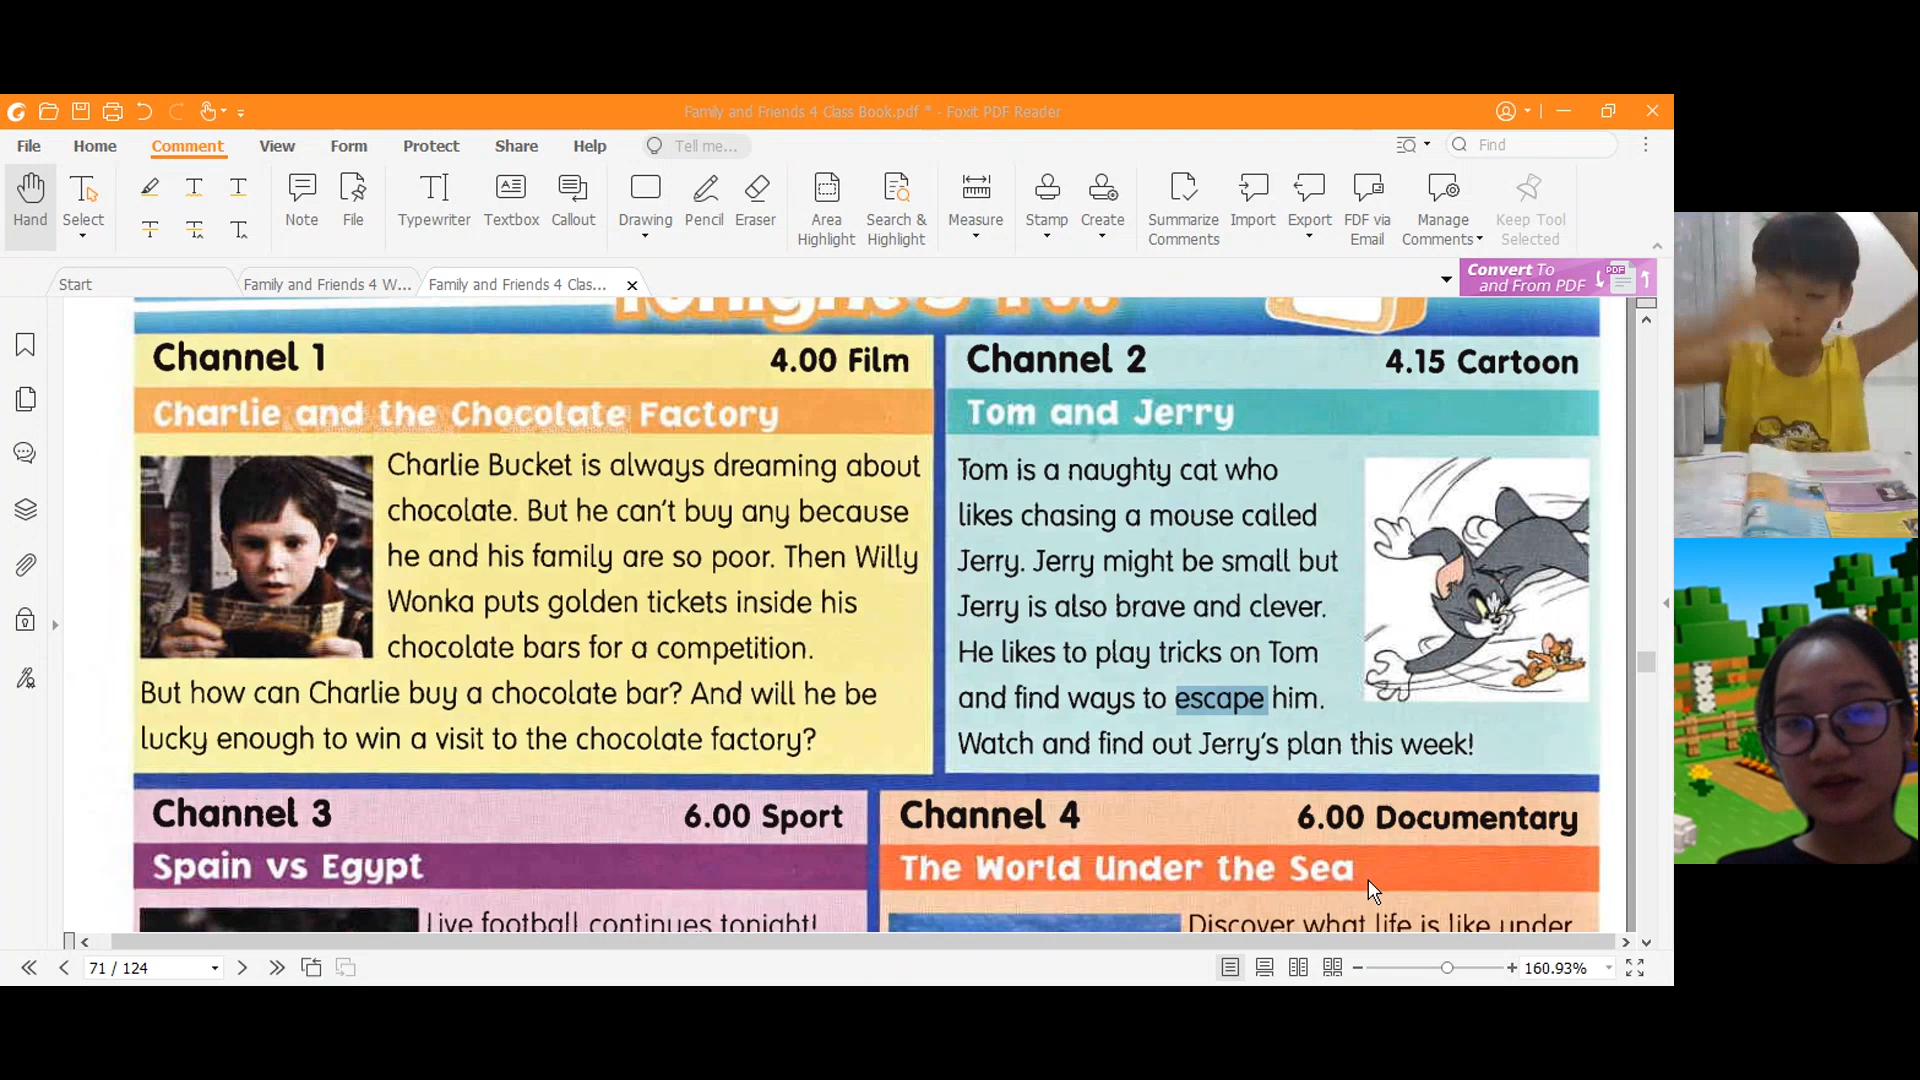 Family and Friends 4 Class Book.pdf * - Foxit PDF Reader
File Home Comment View Form Protect Share Help Tell me... Find
Hand Select Note File Typewriter Textbox Callout Drawing Pencil Eraser Area Highlight Search & Highlight Measure Stamp Create Summarize Comments Import Export FDF via Email Manage Comments Keep Tool Selected
Start Family and Friends 4 W... Family and Friends 4 Clas... Convert To and From PDF PDF
Channel 1 4.00 Film
Charlie and the Chocolate Factory
Charlie Bucket is always dreaming about
chocolate. But he can't buy any because
he and his family are so poor. Then Willy
Wonka puts golden tickets inside his
chocolate bars for a competition.
But how can Charlie buy a chocolate bar? And will he be
lucky enough to win a visit to the chocolate factory?
Channel 2 4.15 Cartoon
Tom and Jerry
Tom is a naughty cat who
likes chasing a mouse called
Jerry. Jerry might be small but
Jerry is also brave and clever.
He likes to play tricks on Tom
and find ways to escape him.
Watch and find out Jerry's plan this week!
Channel 3 6.00 Sport
Spain vs Egypt
Live football continues tonight!
Channel 4 6.00 Documentary
The World Under the Sea
Discover what life is like under
71 / 124 160.93%